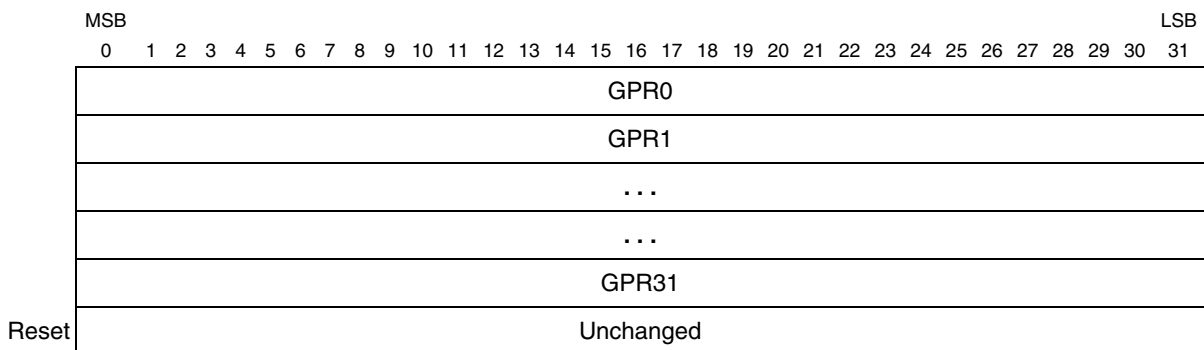 MSB LSB
0 1 2 3 4 5 6 7 8 9 10 11 12 13 14 15 16 17 18 19 20 21 22 23 24 25 26 27 28 29 30 31
GPR0
GPR1
. . .
. . .
GPR31
Reset Unchanged